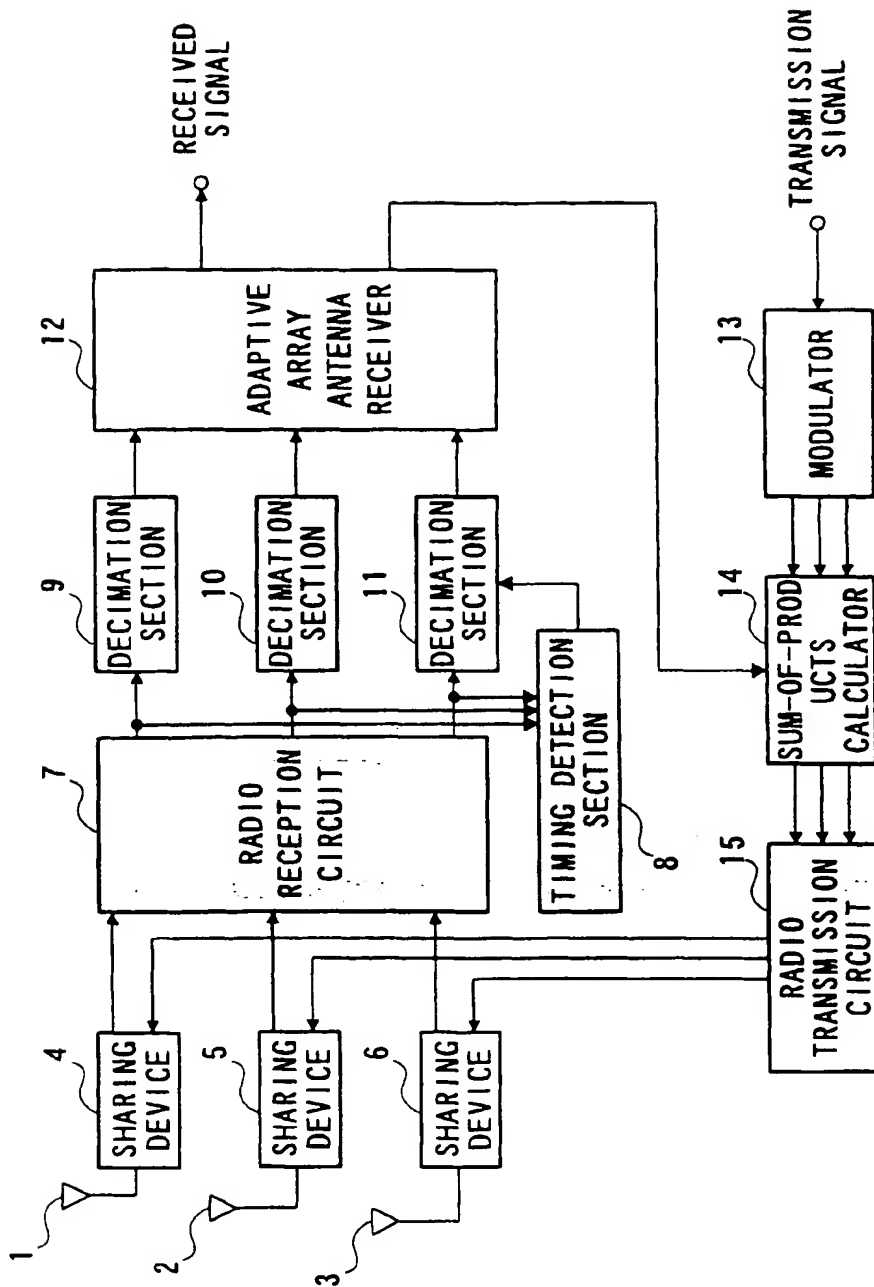 1
2
3
4
SHARING
DEVICE
5
SHARING
DEVICE
6
SHARING
DEVICE
7
RADIO
RECEPTION
CIRCUIT
TIMING DETECTION
SECTION
8
9
DECIMATION
SECTION
10
DECIMATION
SECTION
11
DECIMATION
SECTION
12
ADAPTIVE
ARRAY
ANTENNA
RECEIVER
RECEIVED
SIGNAL
TRANSMISSION
SIGNAL
13
MODULATOR
14
SUM-OF-PROD
UCTS
CALCULATOR
15
RADIO
TRANSMISSION
CIRCUIT